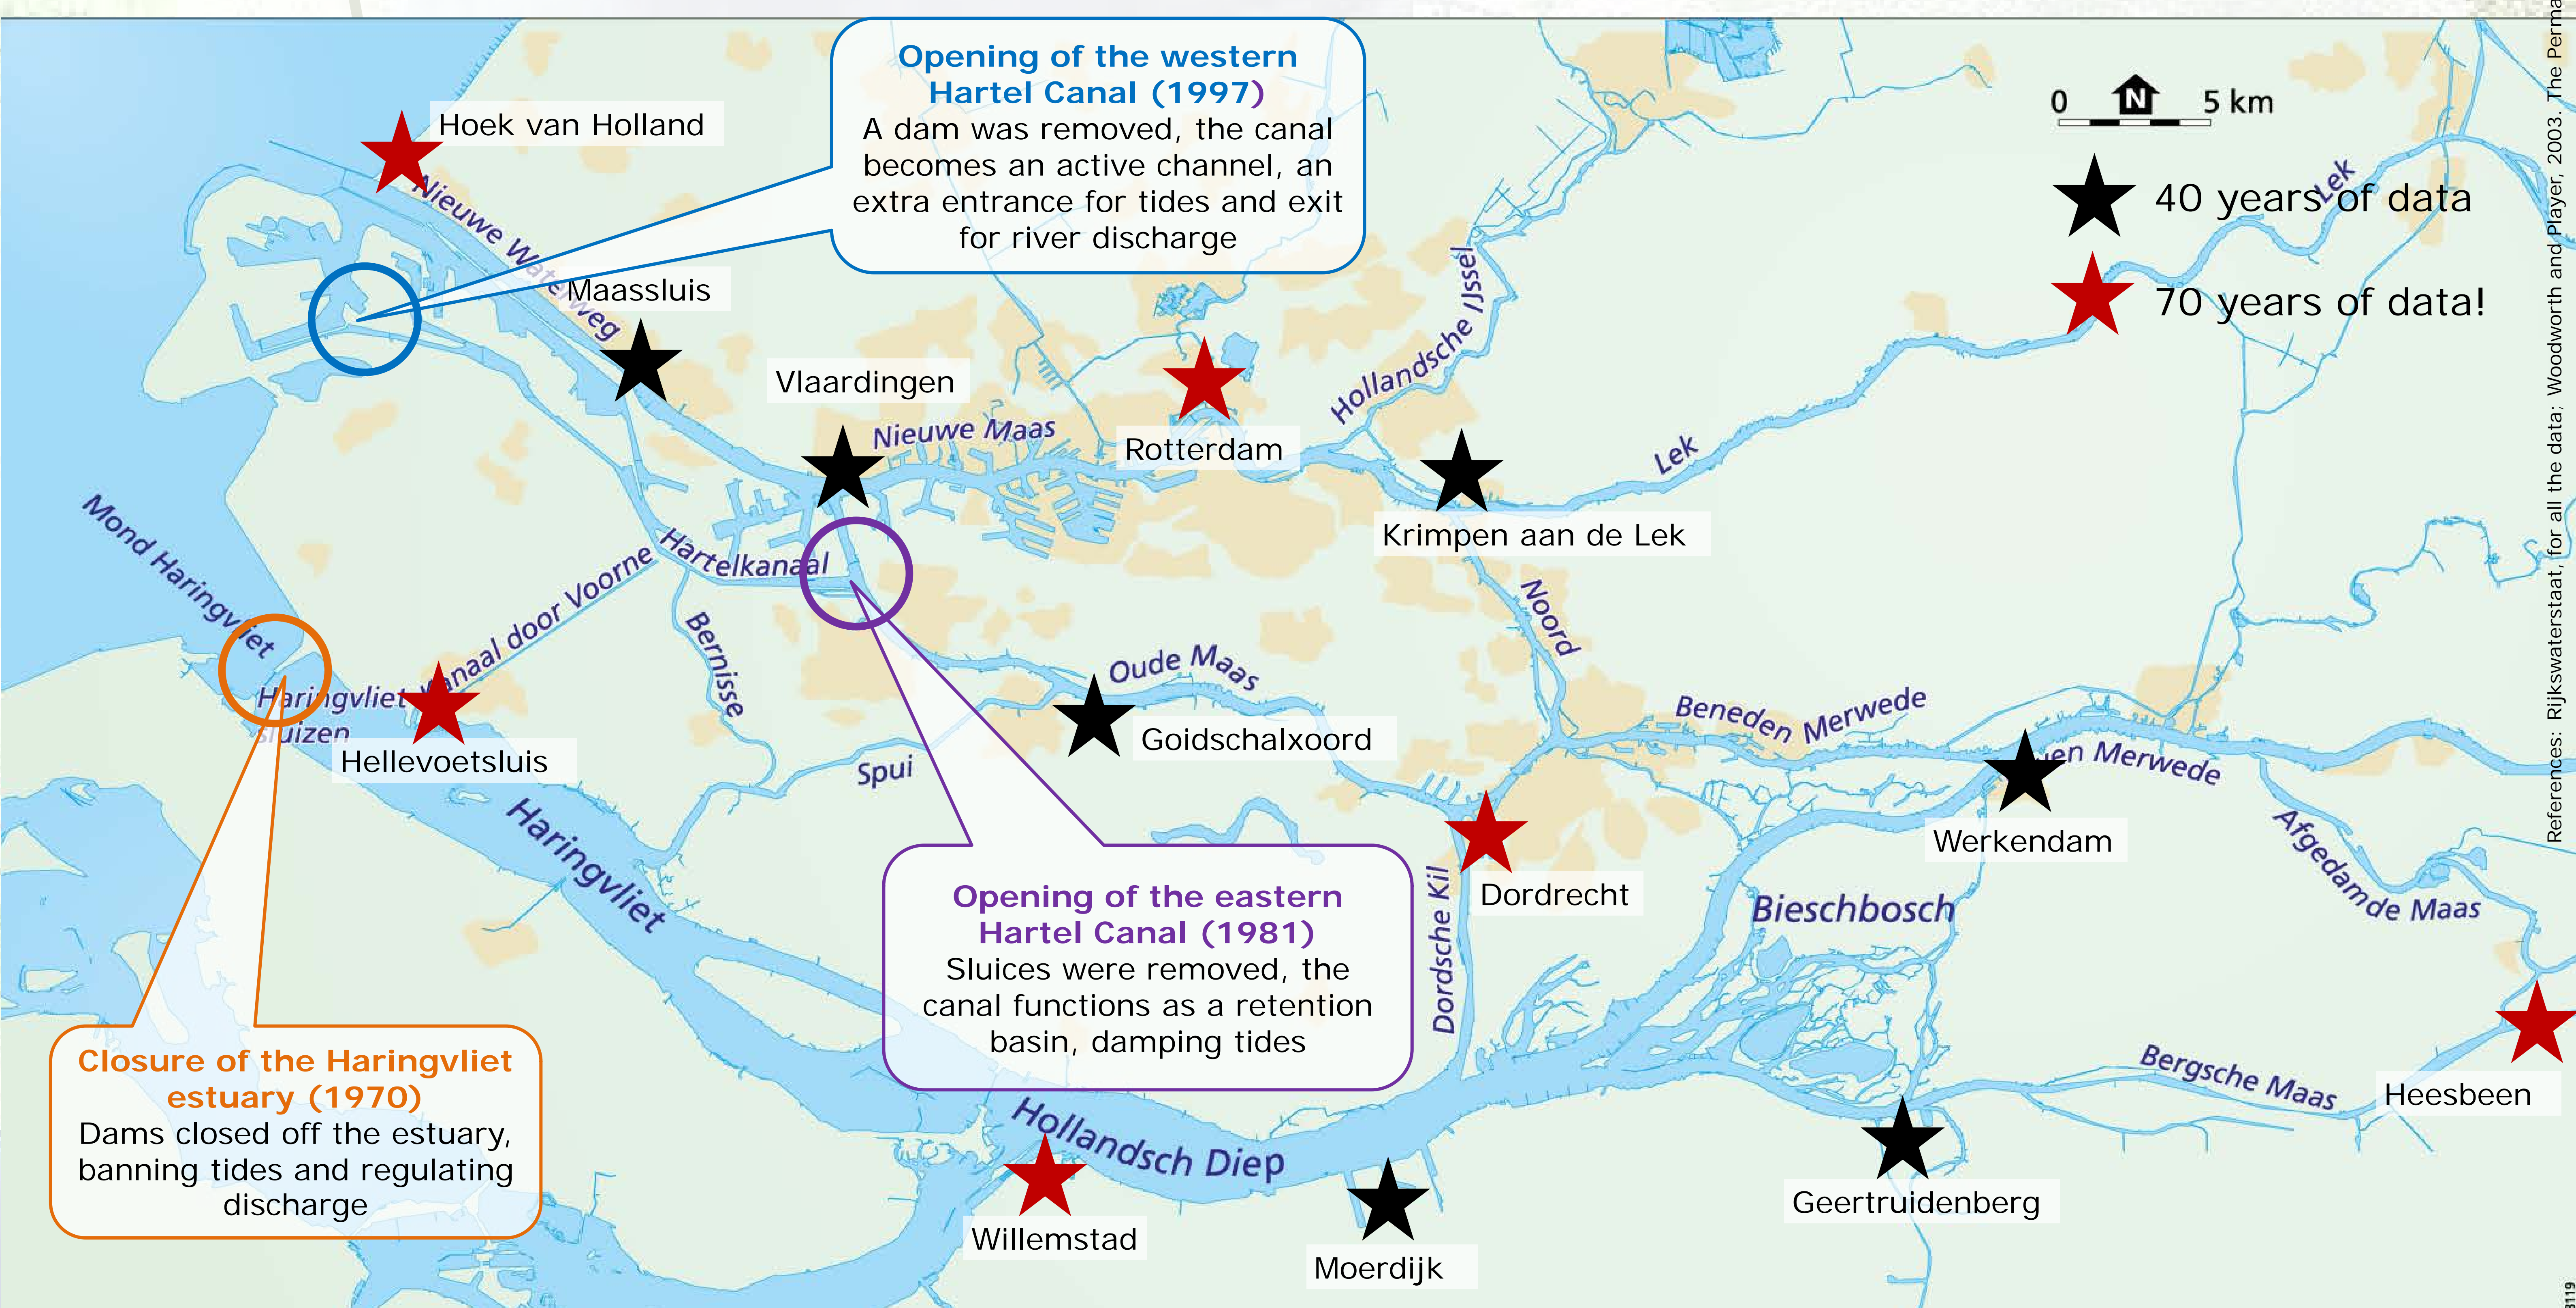 Opening of the western
Hartel Canal (1997)
A dam was removed, the canal
becomes an active channel, an
extra entrance for tides and exit
for river discharge
0 N 5 km
40 years of data
70 years of data!
Hoek van Holland
Nieuwe Waterweg
Maassluis
Vlaardingen
Nieuwe Maas
Rotterdam
Hollandsche IJssel
Lek
Lek
Krimpen aan de Lek
Mond Haringvliet
Hartelkanaal
Kanaal door Voorne
Bernisse
Noord
Haringvliet
sluizen
Hellevoetsluis
Oude Maas
Goidschalxoord
Spui
Beneden Merwede
en Merwede
Werkendam
Afgedamde Maas
Haringvliet
Dordrecht
Dordsche Kil
Bieschbosch
Opening of the eastern
Hartel Canal (1981)
Sluices were removed, the
canal functions as a retention
basin, damping tides
Closure of the Haringvliet
estuary (1970)
Dams closed off the estuary,
banning tides and regulating
discharge
Hollandsch Diep
Willemstad
Moerdijk
Geertruidenberg
Bergsche Maas
Heesbeen
References: Rijkswaterstaat, for all the data; Woodworth and Player, 2003. The Perma